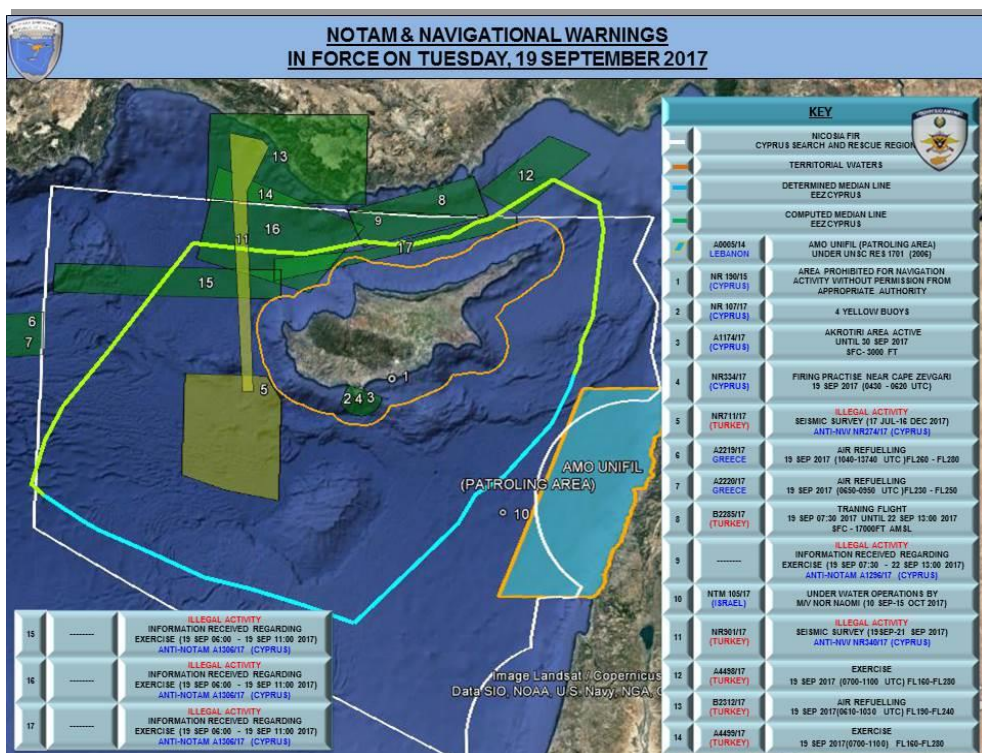 NOTAM & NAVIGATIONAL WARNINGS
IN FORCE ON TUESDAY, 19 SEPTEMBER 2017
13
12
14
8
9
16
11
17
15
6
7
5
1
2 4 3
AMO UNIFIL
(PATROLING AREA)
10
Image Landsat / Copernicus
Data SIO, NOAA, U.S. Navy, NGA,
KEY
NICOSIA FIR
CYPRUS SEARCH AND RESCUE REGION
TERRITORIAL WATERS
DETERMINED MEDIAN LINE
EEZ CYPRUS
COMPUTED MEDIAN LINE
EEZ CYPRUS
A0005/14
LEBANON
AMO UNIFIL (PATROLING AREA)
UNDER UNSC RES 1701 (2006)
1
NR 190/15
(CYPRUS)
AREA PROHIBITED FOR NAVIGATION
ACTIVITY WITHOUT PERMISSION FROM
APPROPRIATE AUTHORITY
2
NR 107/17
(CYPRUS)
4 YELLOW BUOYS
3
A1174/17
(CYPRUS)
AKROTIRI AREA ACTIVE
UNTIL 30 SEP 2017
SFC- 3000 FT
4
NR334/17
(CYPRUS)
FIRING PRACTISE NEAR CAPE ZEVGARI
19 SEP 2017 (0430 - 0620 UTC)
5
NR711/17
(TURKEY)
ILLEGAL ACTIVITY
SEISMIC SURVEY (17 JUL-16 DEC 2017)
ANTI-NW NR274/17 (CYPRUS)
6
A2219/17
GREECE
AIR REFUELLING
19 SEP 2017 (1040-13740 UTC )FL260 - FL280
7
A2220/17
GREECE
AIR REFUELLING
19 SEP 2017 (0650-0950 UTC) FL230 - FL250
8
B2285/17
(TURKEY)
TRANING FLIGHT
19 SEP 07:30 2017 UNTIL 22 SEP 13:00 2017
SFC - 17000FT AMSL
9
--------
ILLEGAL ACTIVITY
INFORMATION RECEIVED REGARDING
EXERCISE (19 SEP 07:30 - 22 SEP 13:00 2017)
ANTI-NOTAM A1296/17 (CYPRUS)
10
NTM 105/17
(ISRAEL)
UNDER WATER OPERATIONS BY
M/V NOR NAOMI (10 SEP-15 OCT 2017)
11
NR901/17
(TURKEY)
ILLEGAL ACTIVITY
SEISMIC SURVEY (19SEP-21 SEP 2017)
ANTI-NW NR340/17 (CYPRUS)
12
A4498/17
(TURKEY)
EXERCISE
19 SEP 2017 (0700-1100 UTC) FL160-FL280
13
B2312/17
(TURKEY)
AIR REFUELLING
19 SEP 2017(0610-1030 UTC) FL190-FL240
14
A4499/17
(TURKEY)
EXERCISE
19 SEP 2017(0700-1100) FL160-FL280
15
--------
ILLEGAL ACTIVITY
INFORMATION RECEIVED REGARDING
EXERCISE (19 SEP 06:00 - 19 SEP 11:00 2017)
ANTI-NOTAM A1306/17 (CYPRUS)
16
--------
ILLEGAL ACTIVITY
INFORMATION RECEIVED REGARDING
EXERCISE (19 SEP 06:00 - 19 SEP 11:00 2017)
ANTI-NOTAM A1306/17 (CYPRUS)
17
--------
ILLEGAL ACTIVITY
INFORMATION RECEIVED REGARDING
EXERCISE (19 SEP 06:00 - 19 SEP 11:00 2017)
ANTI-NOTAM A1306/17 (CYPRUS)